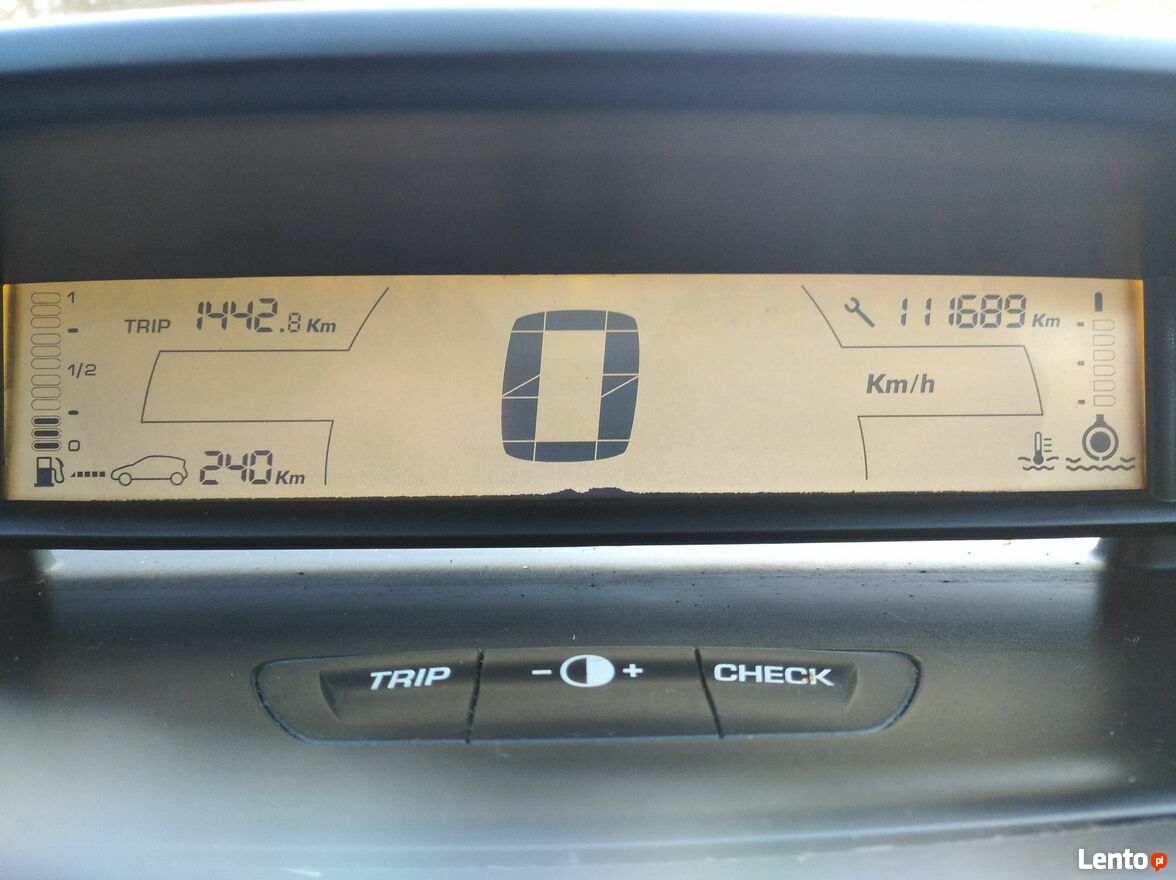 1
TRIP 1442.8 Km
111689 Km
1/2
0
Km/h
0
240 Km
TRIP - + CHECK
Lento pl